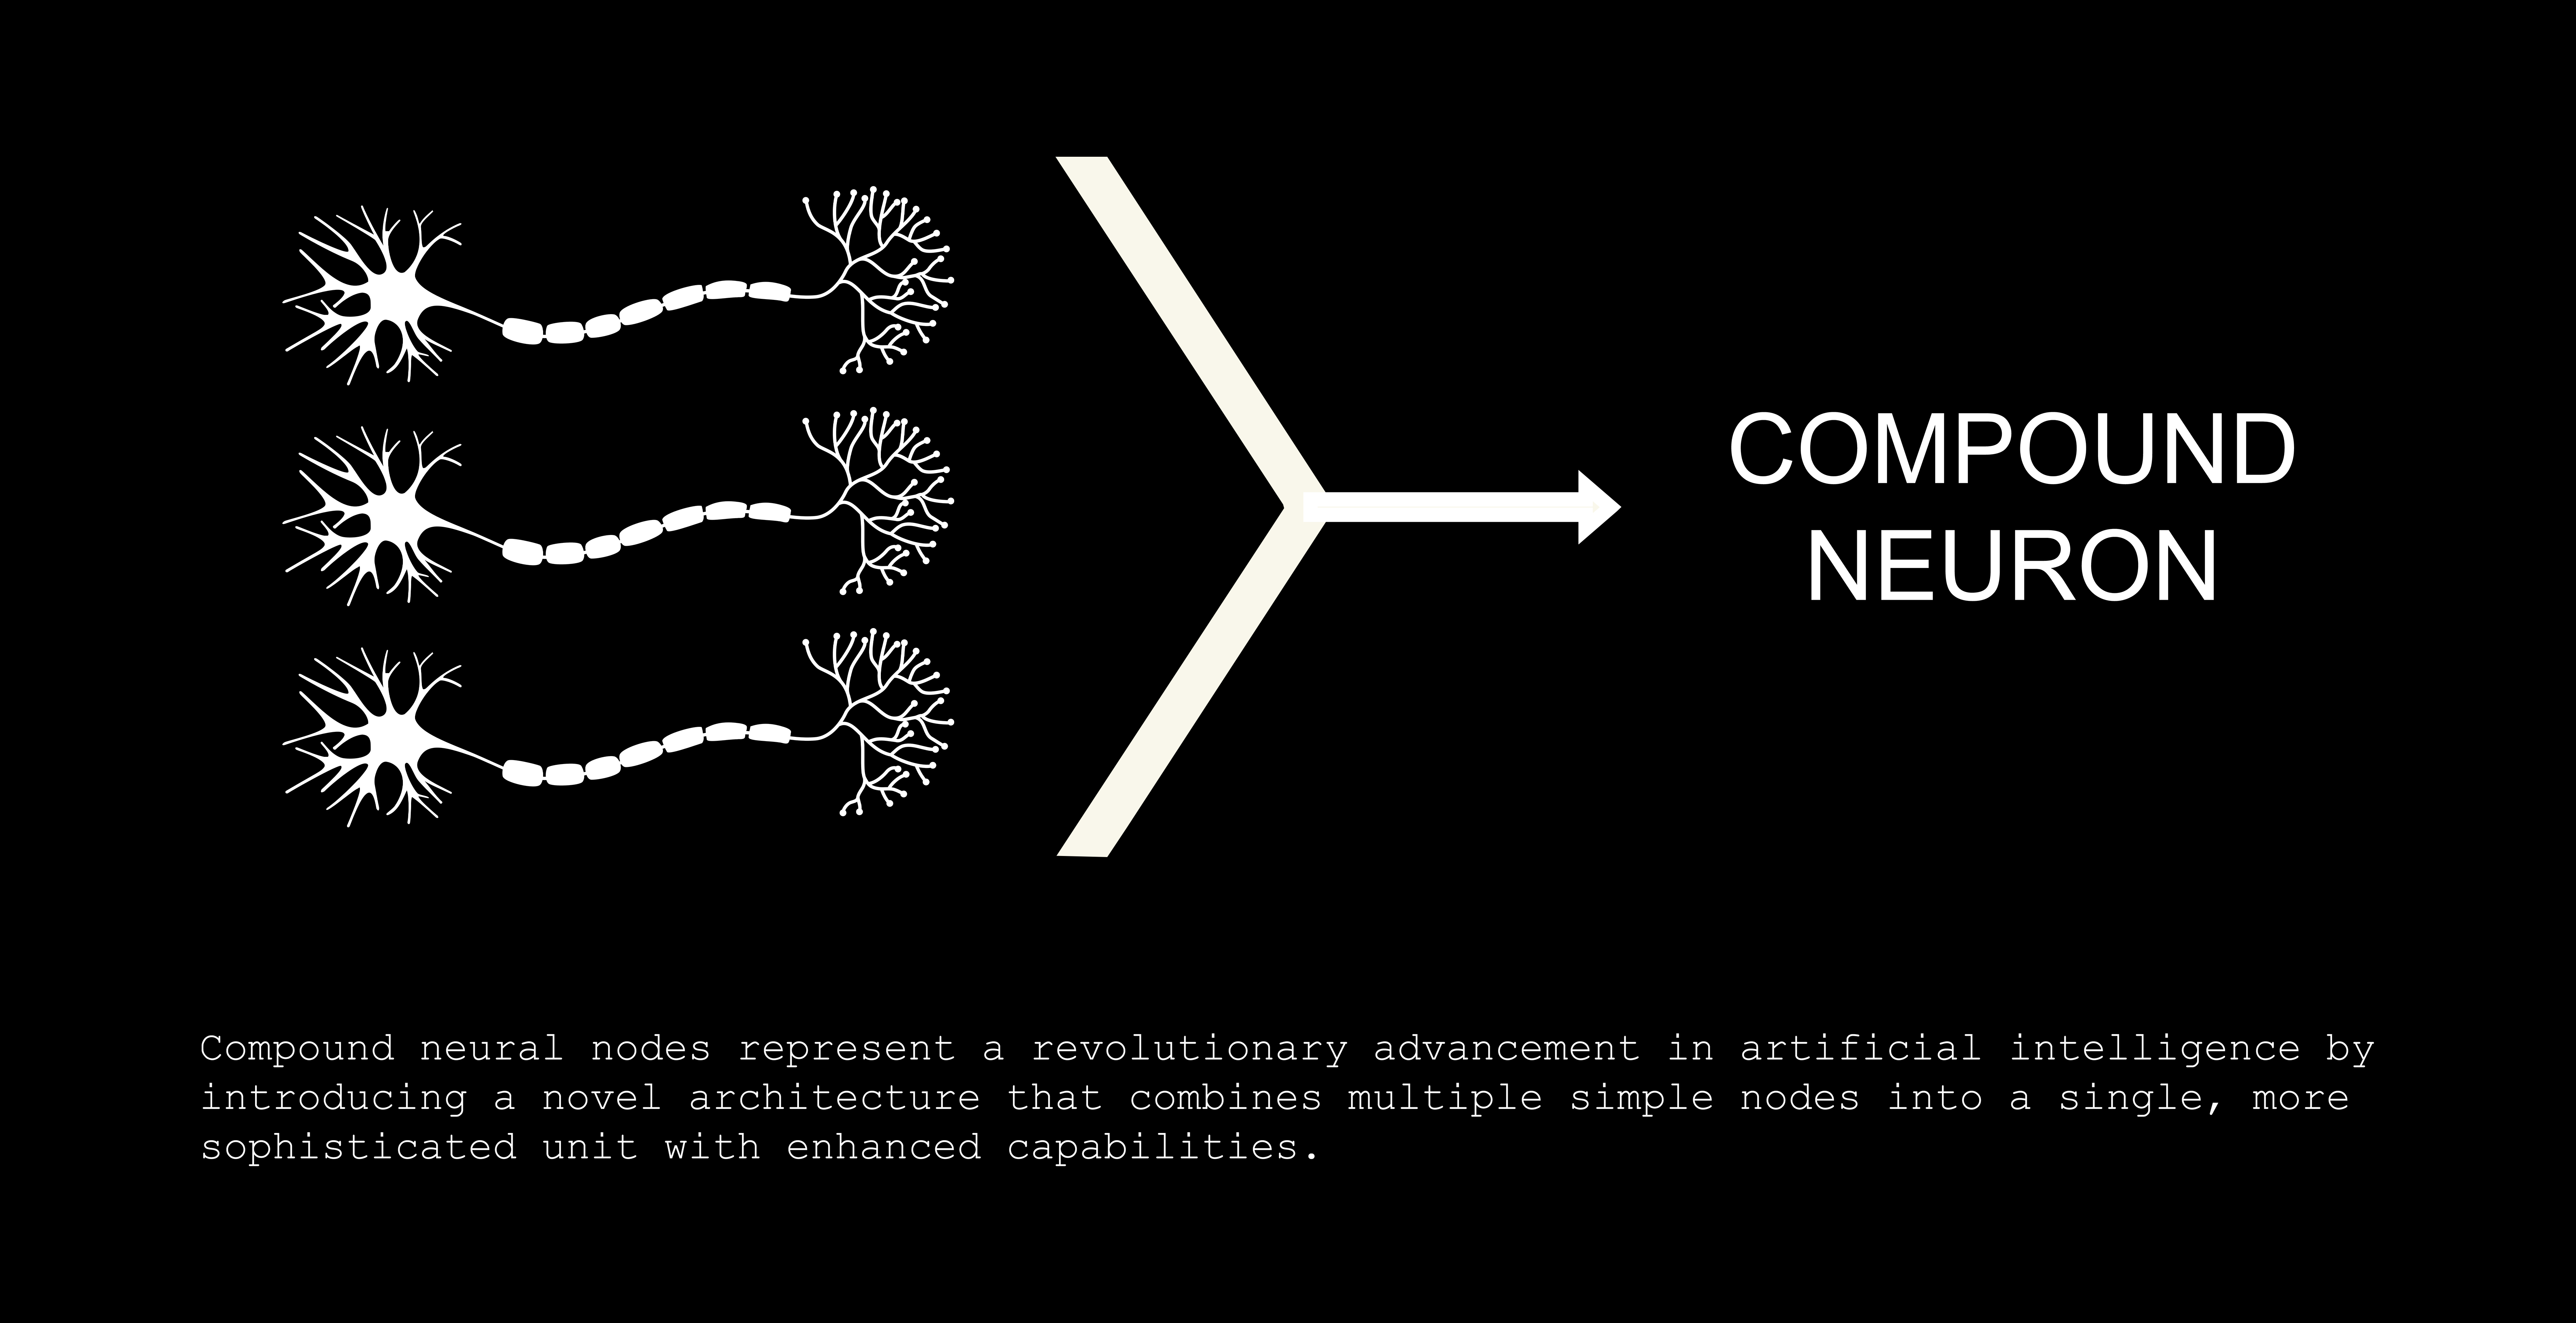 COMPOUND
NEURON
Compound neural nodes represent a revolutionary advancement in artificial intelligence by
introducing a novel architecture that combines multiple simple nodes into a single, more
sophisticated unit with enhanced capabilities.